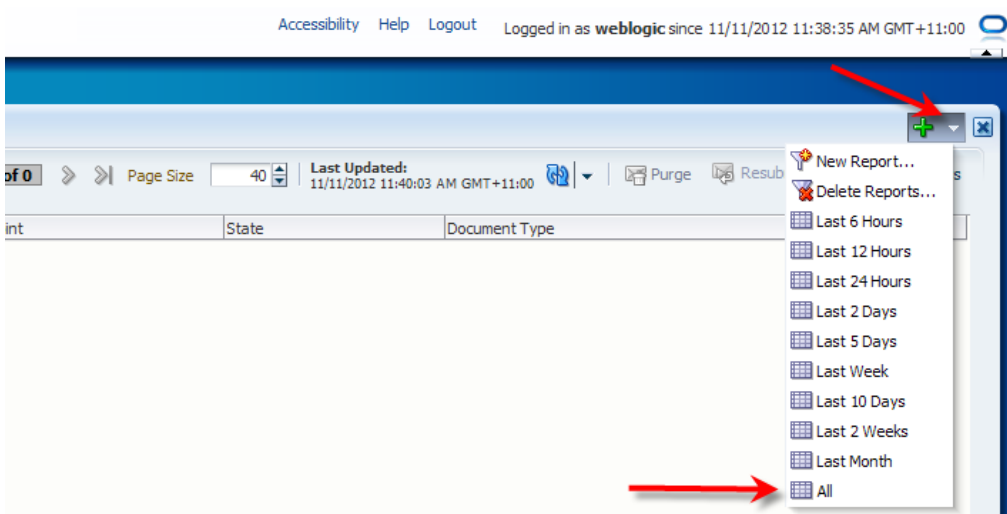 Accessibility Help Logout Logged in as weblogic since 11/11/2012 11:38:35 AM GMT+11:00
of 0 Page Size 40 Last Updated:
11/11/2012 11:40:03 AM GMT+11:00 Purge Resub s
int State Document Type
New Report...
Delete Reports...
Last 6 Hours
Last 12 Hours
Last 24 Hours
Last 2 Days
Last 5 Days
Last Week
Last 10 Days
Last 2 Weeks
Last Month
All